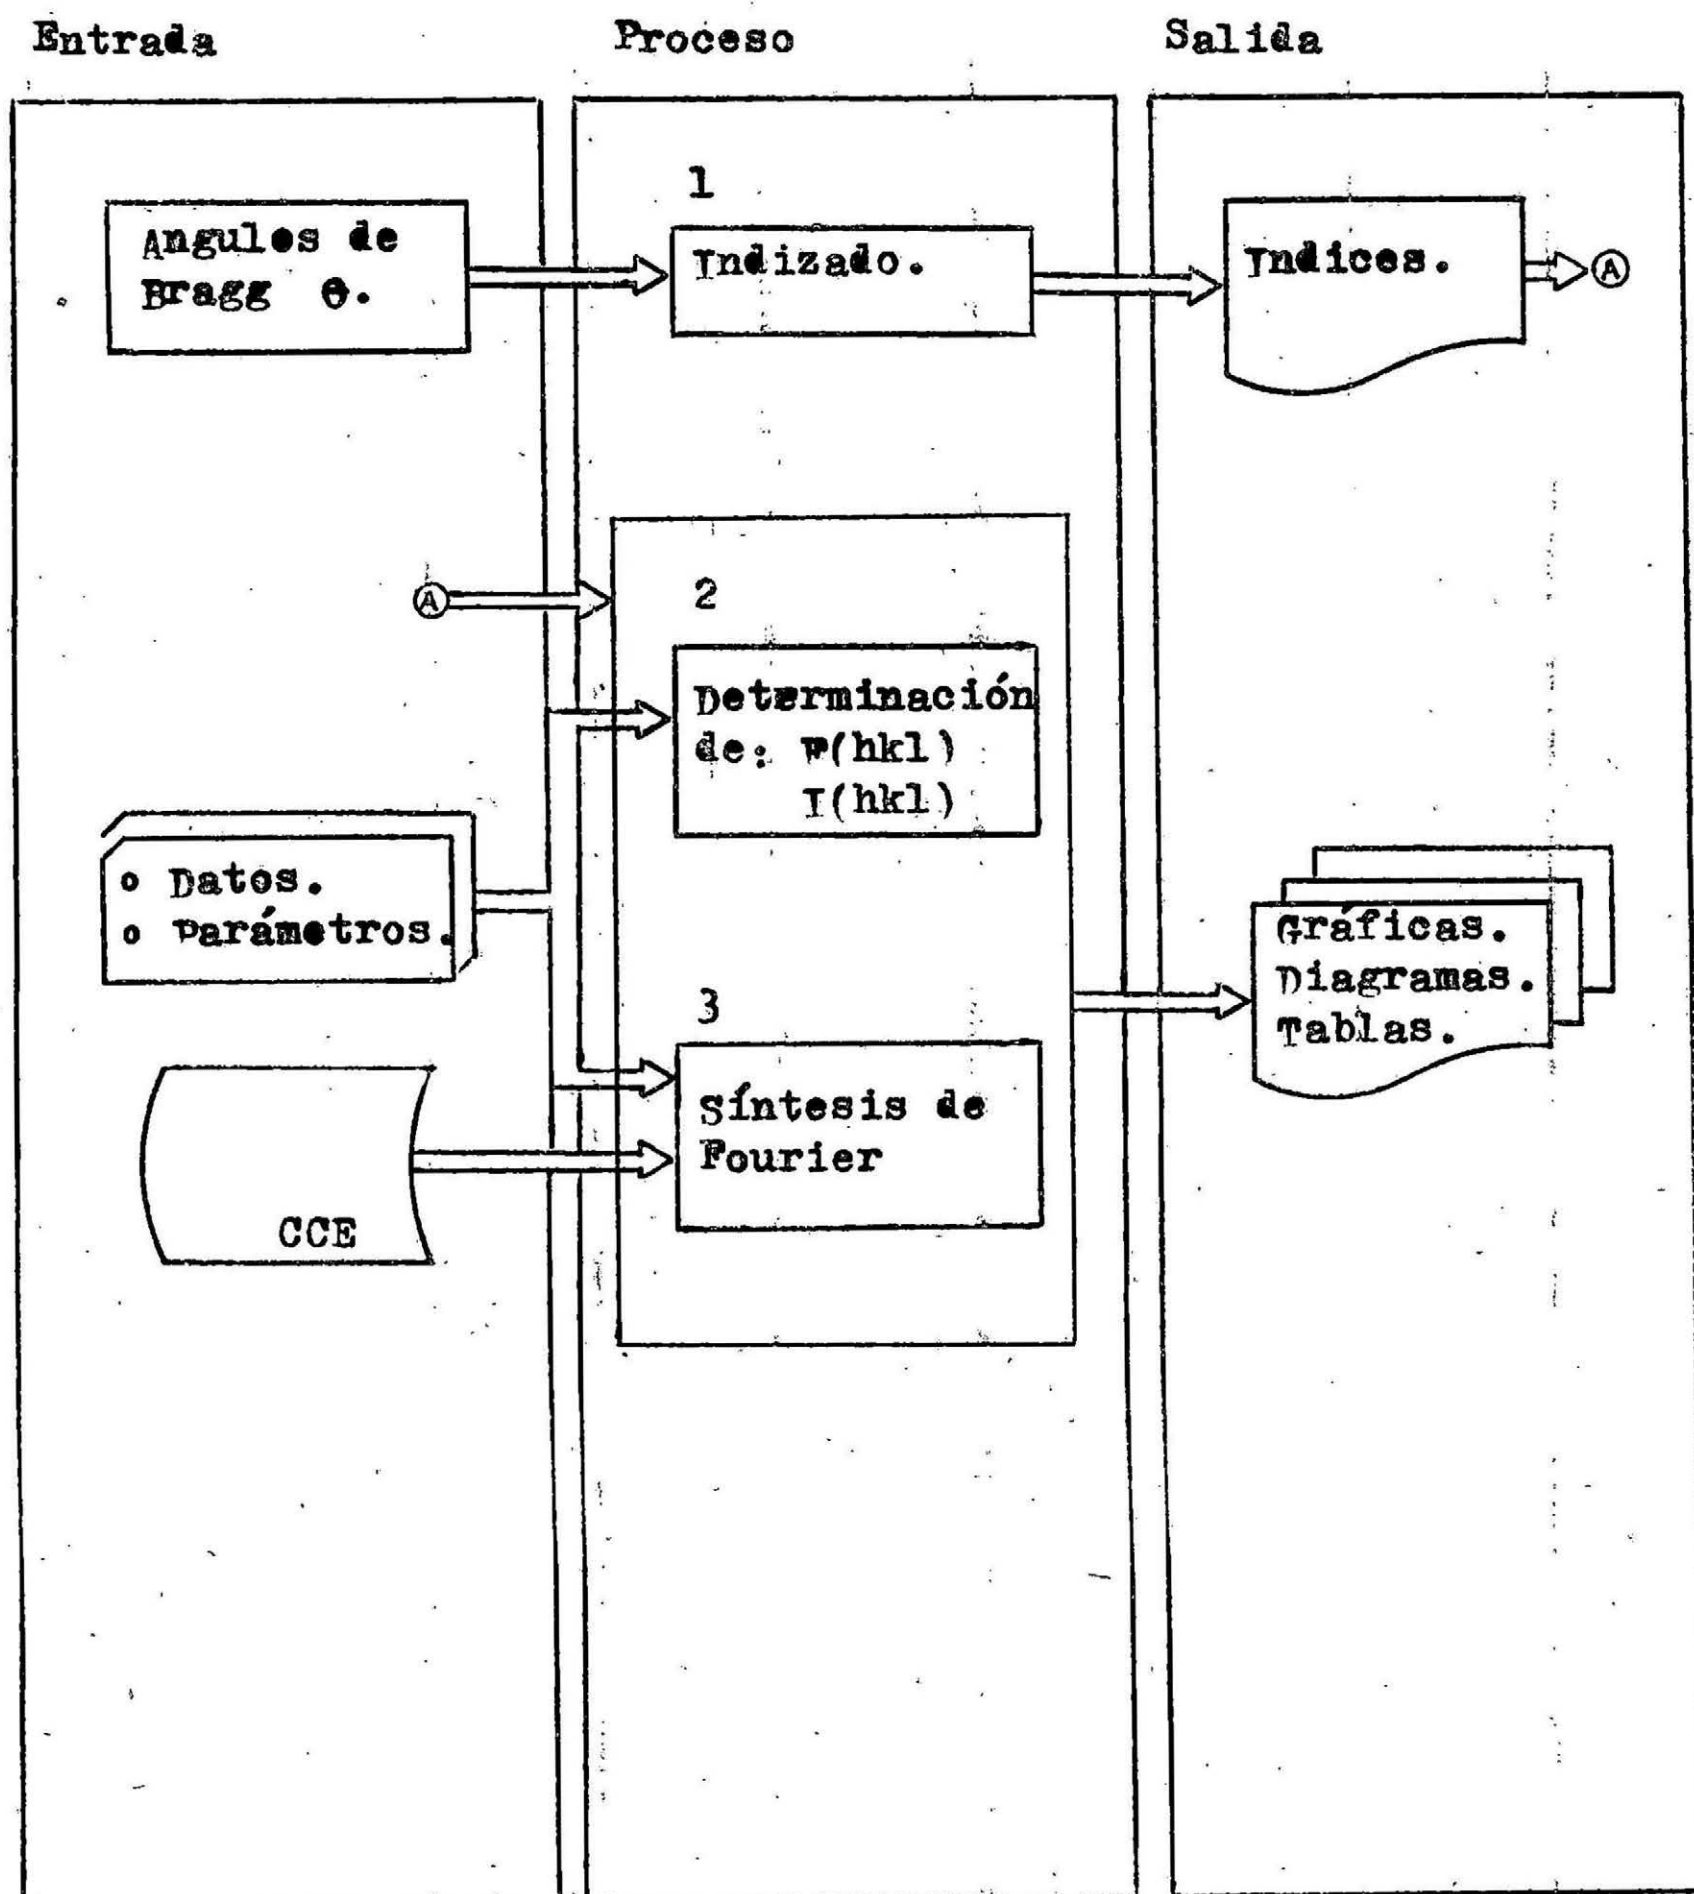 Entrada
Proceso
Salida
Angulos de
Bragg θ.
1
Indizado.
Indices.
A
A
2
Determinación
de: F(hkl)
I(hkl)
o Datos.
o Parámetros.
Gráficas.
Diagramas.
Tablas.
3
Síntesis de
Fourier
CCE